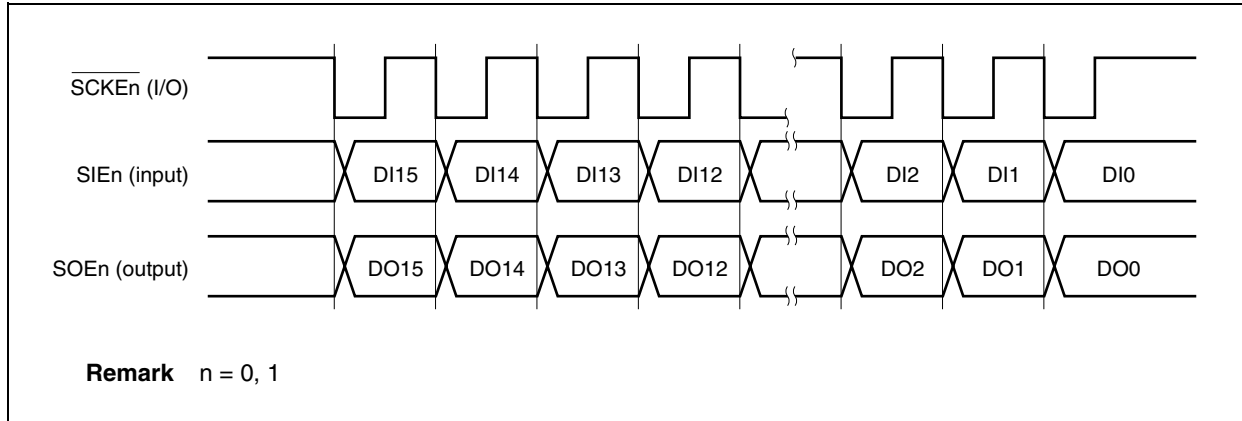 SCKEn (I/O)
SIEn (input) DI15 DI14 DI13 DI12 DI2 DI1 DI0
SOEn (output) DO15 DO14 DO13 DO12 DO2 DO1 DO0
Remark n = 0, 1